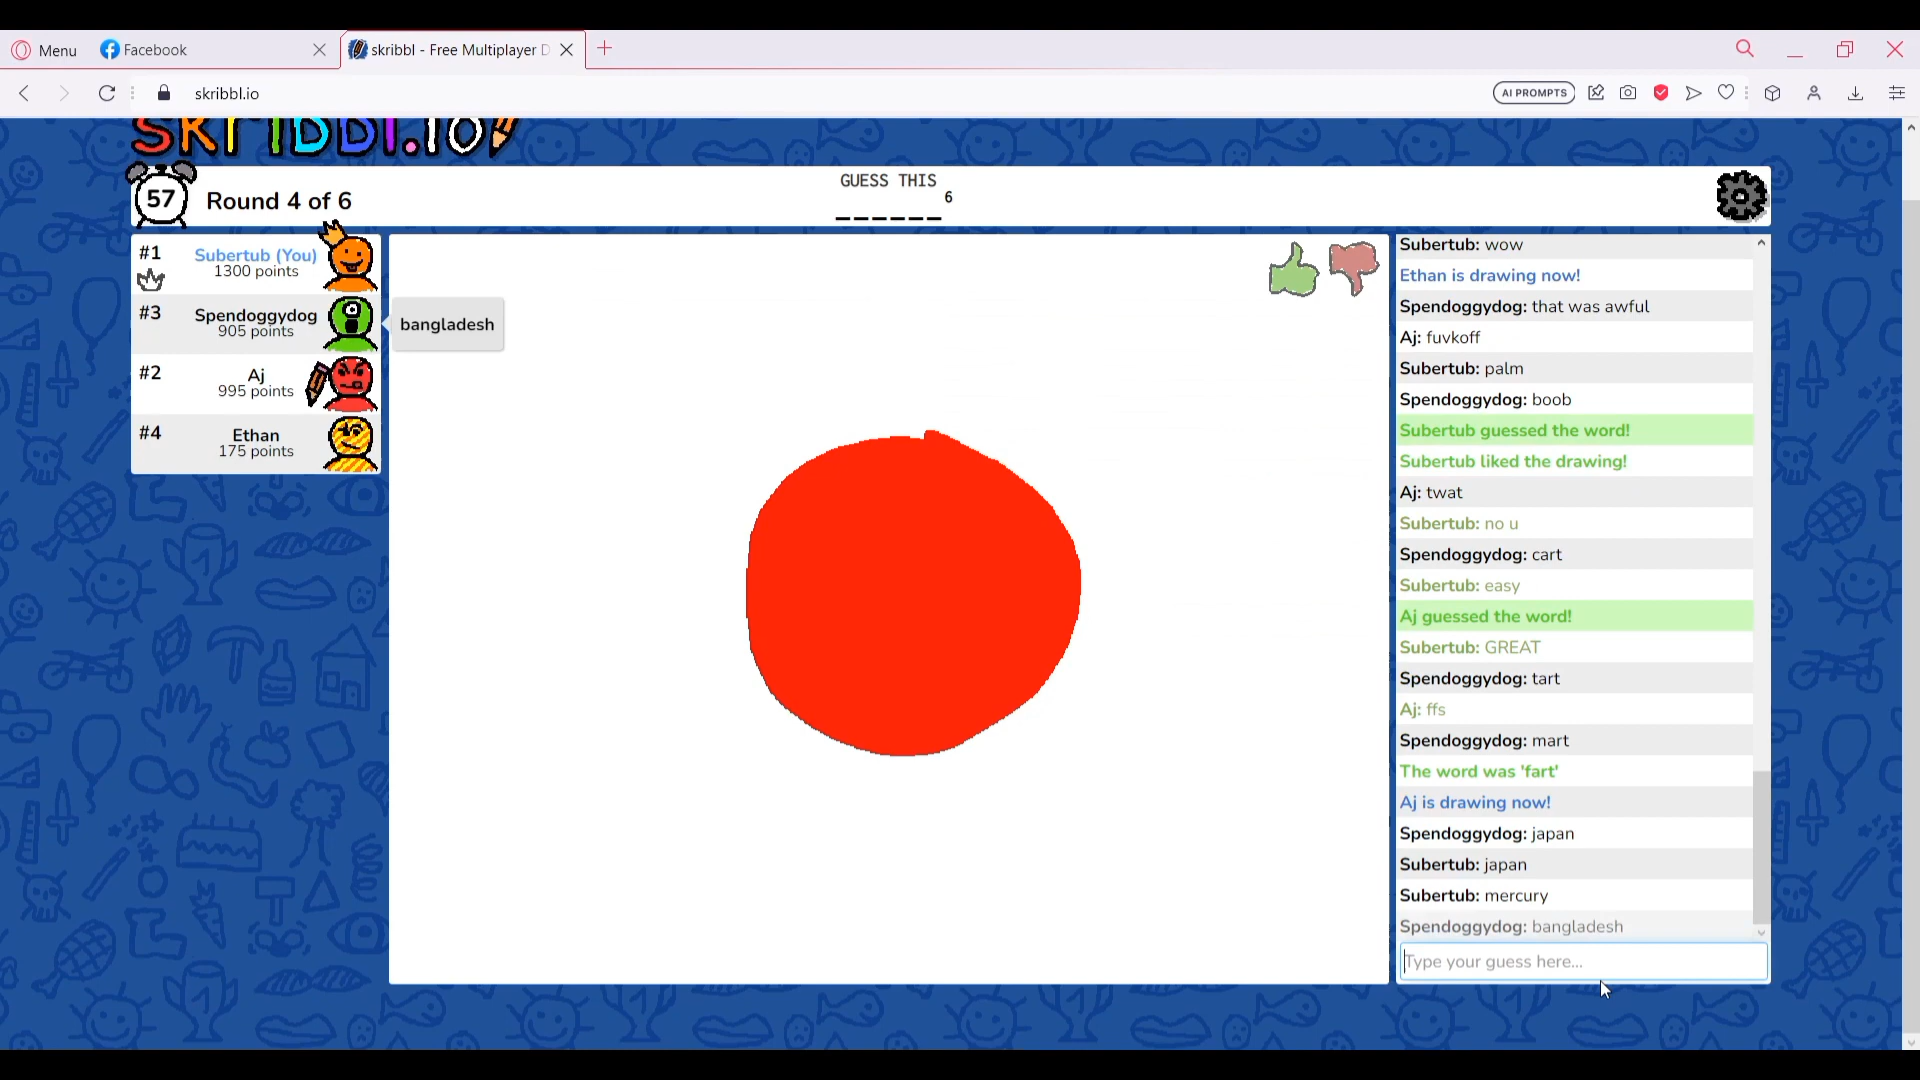 Menu
Facebook
skribbl - Free Multiplayer D
skribbl.io
AI PROMPTS
SKRIBBL.IO
57
Round 4 of 6
GUESS THIS
______ 6
#1
Subertub (You)
1300 points
#3
Spendoggydog
905 points
bangladesh
#2
Aj
995 points
#4
Ethan
175 points
Subertub: wow
Ethan is drawing now!
Spendoggydog: that was awful
Aj: fuvkoff
Subertub: palm
Spendoggydog: boob
Subertub guessed the word!
Subertub liked the drawing!
Aj: twat
Subertub: no u
Spendoggydog: cart
Subertub: easy
Aj guessed the word!
Subertub: GREAT
Spendoggydog: tart
Aj: ffs
Spendoggydog: mart
The word was 'fart'
Aj is drawing now!
Spendoggydog: japan
Subertub: japan
Subertub: mercury
Spendoggydog: bangladesh
Type your guess here...